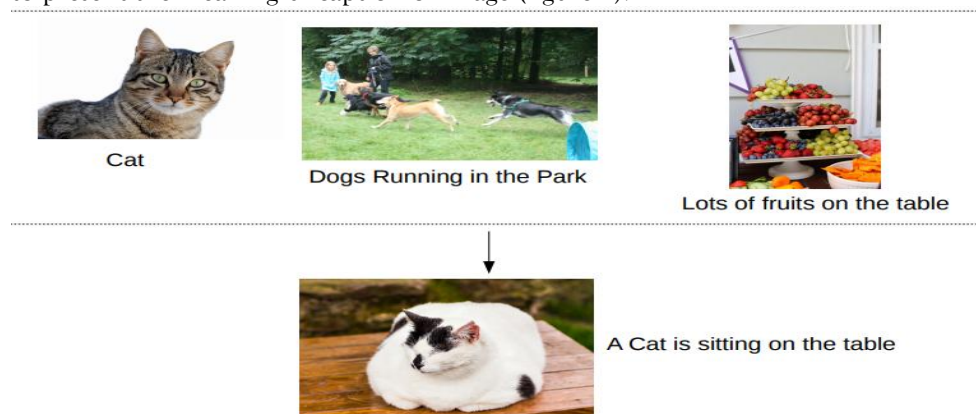 Cat
Dogs Running in the Park
Lots of fruits on the table
A Cat is sitting on the table